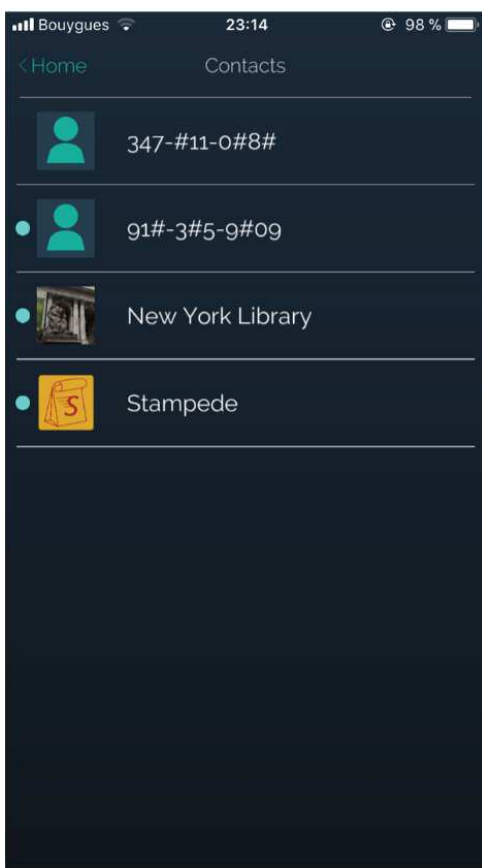 Bouygues 23:14 98 %
<Home Contacts
347-#11-0#8#
91#-3#5-9#09
New York Library
S
Stampede